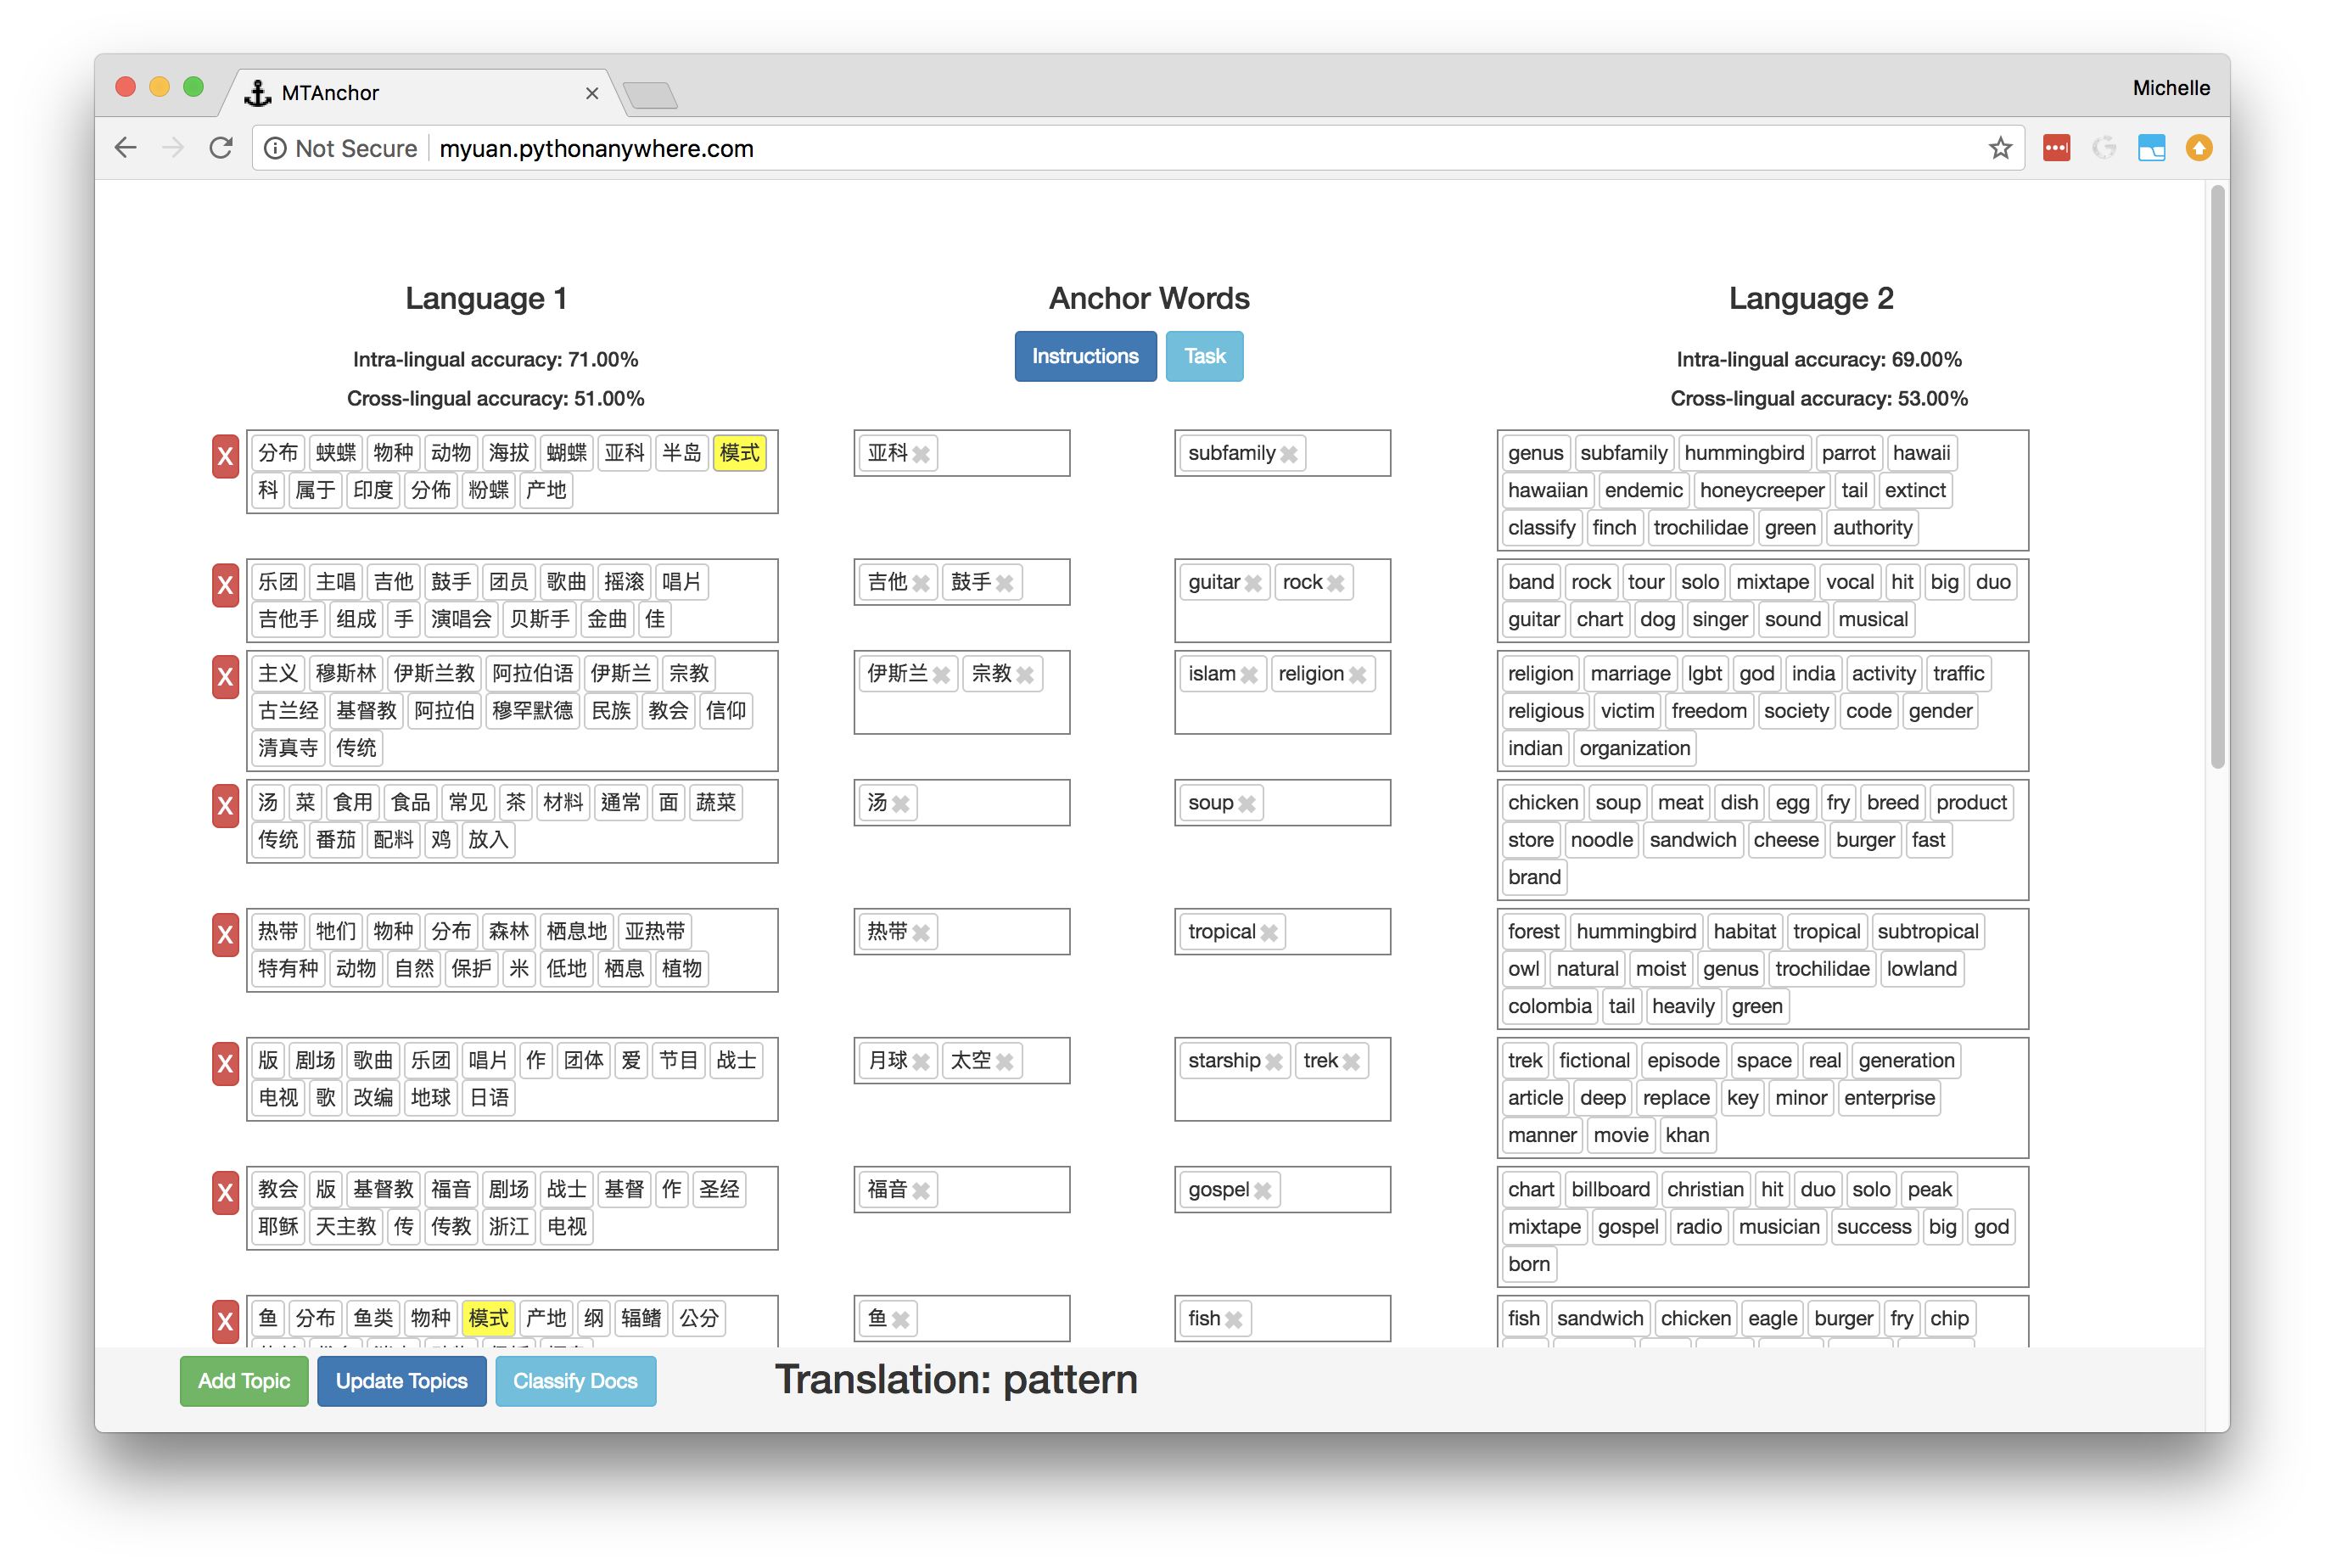 MTAnchor
Michelle
Not Secure myuan.pythonanywhere.com
Language 1
Anchor Words
Language 2
Intra-lingual accuracy: 71.00%
Cross-lingual accuracy: 51.00%
Instructions Task
Intra-lingual accuracy: 69.00%
Cross-lingual accuracy: 53.00%
X
分布 蛱蝶 物种 动物 海拔 蝴蝶 亚科 半岛 模式
科 属于 印度 分佈 粉蝶 产地
亚科
subfamily
genus subfamily hummingbird parrot hawaii
hawaiian endemic honeycreeper tail extinct
classify finch trochilidae green authority
X
乐团 主唱 吉他 鼓手 团员 歌曲 摇滚 唱片
吉他手 组成 手 演唱会 贝斯手 金曲 佳
吉他 鼓手
guitar rock
band rock tour solo mixtape vocal hit big duo
guitar chart dog singer sound musical
X
主义 穆斯林 伊斯兰教 阿拉伯语 伊斯兰 宗教
古兰经 基督教 阿拉伯 穆罕默德 民族 教会 信仰
清真寺 传统
伊斯兰 宗教
islam religion
religion marriage lgbt god india activity traffic
religious victim freedom society code gender
indian organization
X
汤 菜 食用 食品 常见 茶 材料 通常 面 蔬菜
传统 番茄 配料 鸡 放入
汤
soup
chicken soup meat dish egg fry breed product
store noodle sandwich cheese burger fast
brand
X
热带 牠们 物种 分布 森林 栖息地 亚热带
特有种 动物 自然 保护 米 低地 栖息 植物
热带
tropical
forest hummingbird habitat tropical subtropical
owl natural moist genus trochilidae lowland
colombia tail heavily green
X
版 剧场 歌曲 乐团 唱片 作 团体 爱 节目 战士
电视 歌 改编 地球 日语
月球 太空
starship trek
trek fictional episode space real generation
article deep replace key minor enterprise
manner movie khan
X
教会 版 基督教 福音 剧场 战士 基督 作 圣经
耶稣 天主教 传 传教 浙江 电视
福音
gospel
chart billboard christian hit duo solo peak
mixtape gospel radio musician success big god
born
X
鱼 分布 鱼类 物种 模式 产地 纲 辐鳍 公分
鱼
fish
fish sandwich chicken eagle burger fry chip
Add Topic Update Topics Classify Docs
Translation: pattern